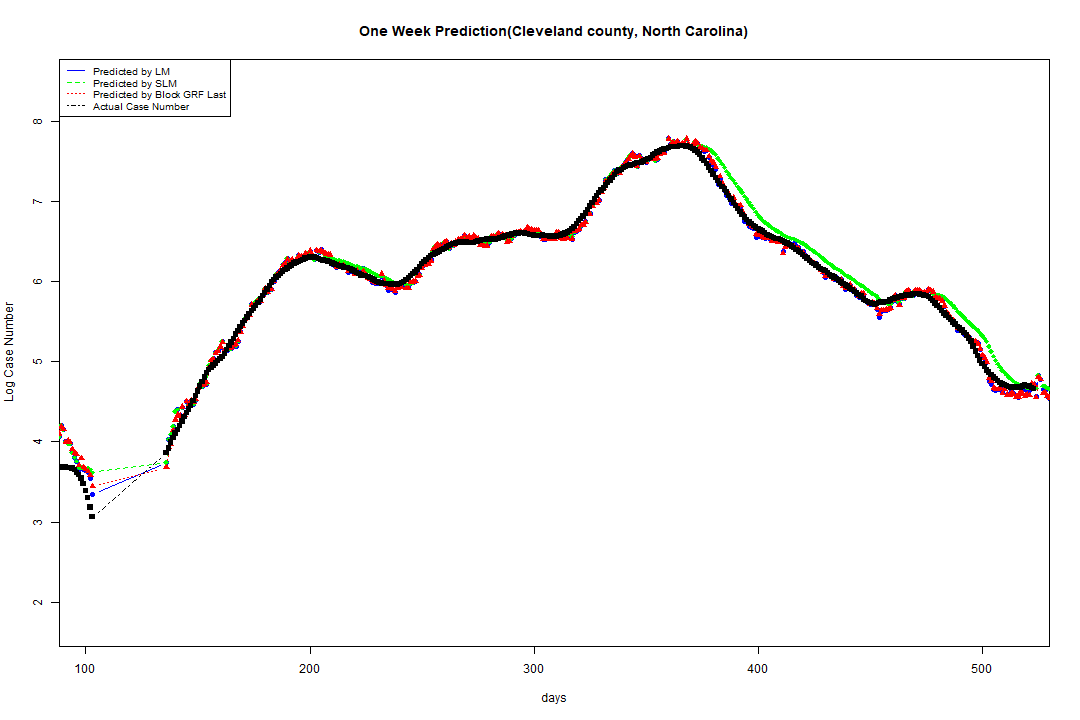 One Week Prediction(Cleveland county, North Carolina)
Predicted by LM
Predicted by SLM
Predicted by Block GRF Last
Actual Case Number
Log Case Number
8
7
6
5
4
3
2
100 200 300 400 500
days